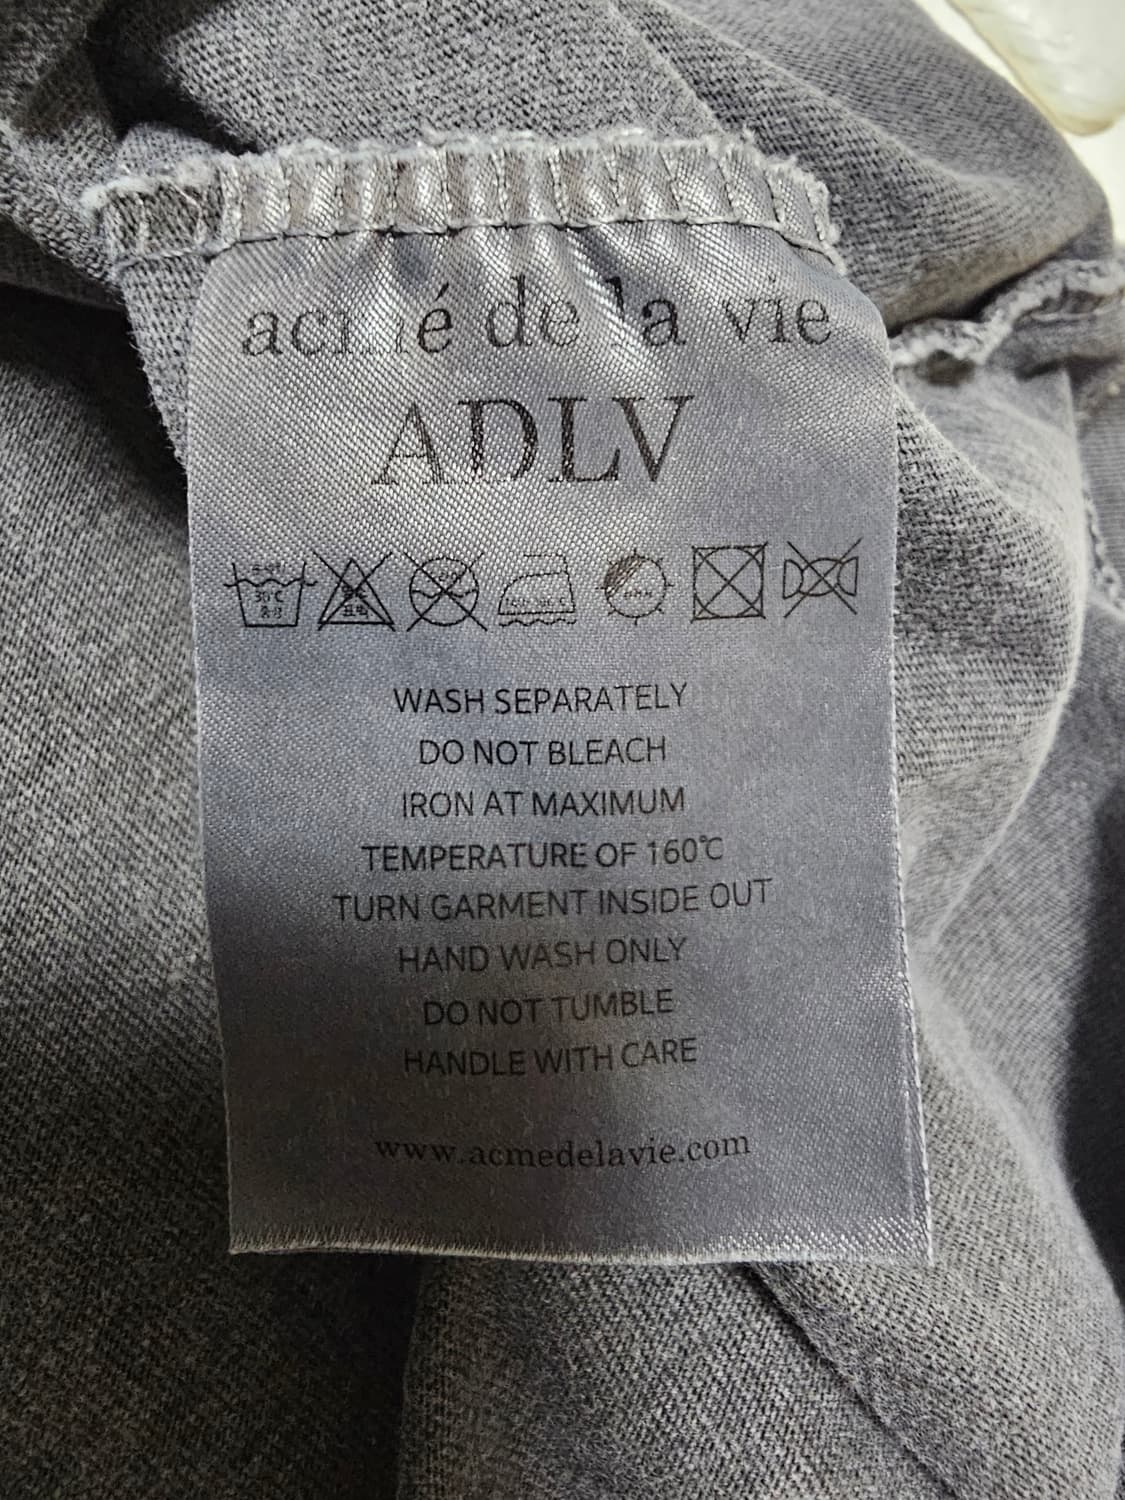 acmé de la vie
ADLV
30℃
WASH SEPARATELY
DO NOT BLEACH
IRON AT MAXIMUM
TEMPERATURE OF 160℃
TURN GARMENT INSIDE OUT
HAND WASH ONLY
DO NOT TUMBLE
HANDLE WITH CARE
www.acmedelavie.com